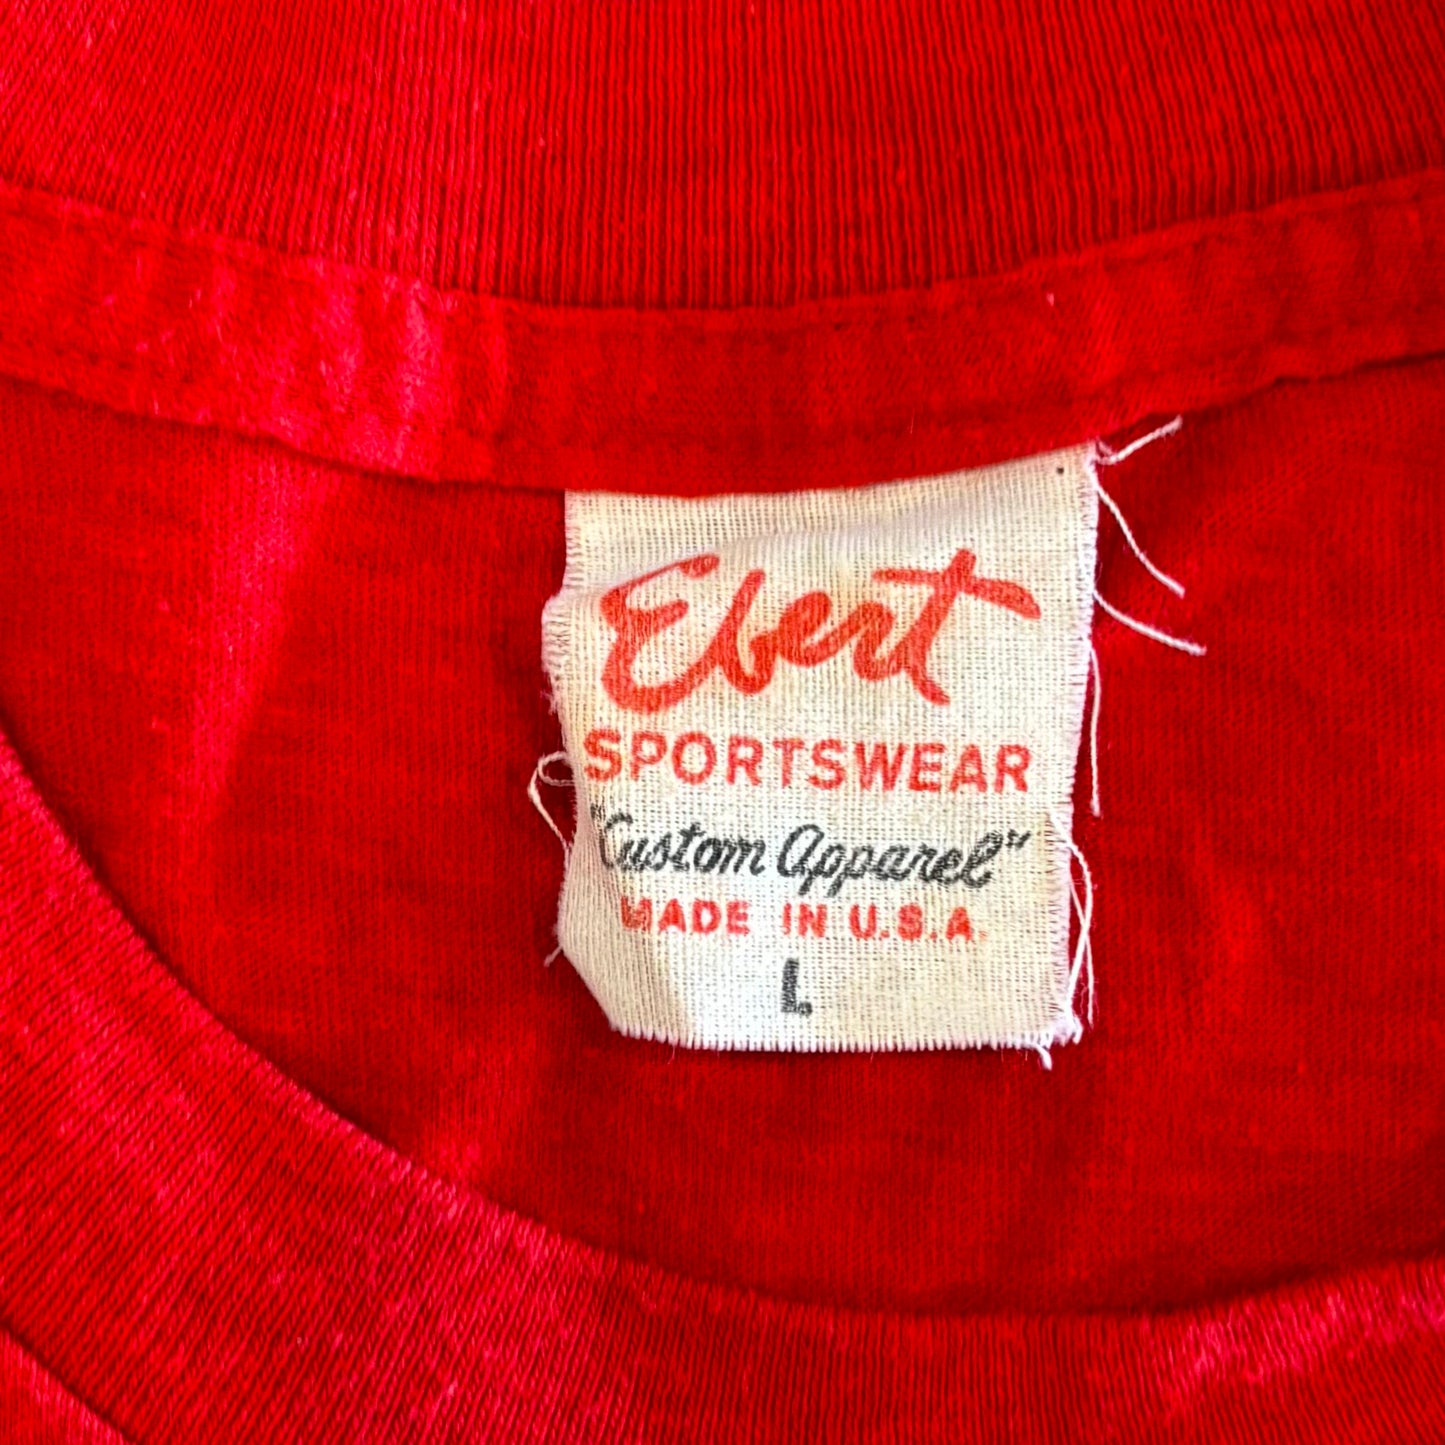 Ebert
SPORTSWEAR
"Custom Apparel"
MADE IN U.S.A.
L